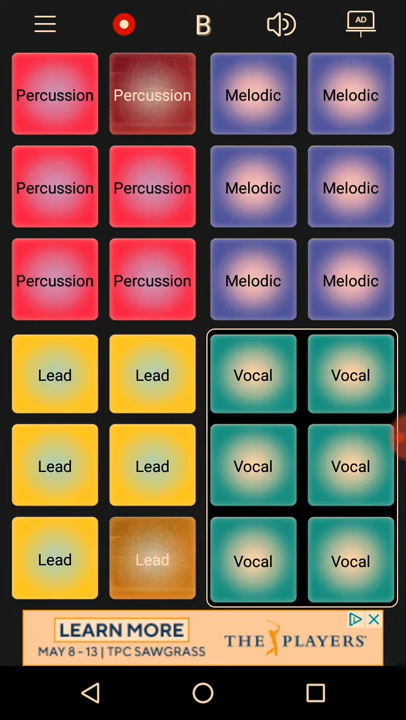 B
AD
Percussion Percussion Melodic Melodic
Percussion Percussion Melodic Melodic
Percussion Percussion Melodic Melodic
Lead Lead Vocal Vocal
Lead Lead Vocal Vocal
Lead Lead Vocal Vocal
LEARN MORE
MAY 8 - 13 | TPC SAWGRASS
THE PLAYERS